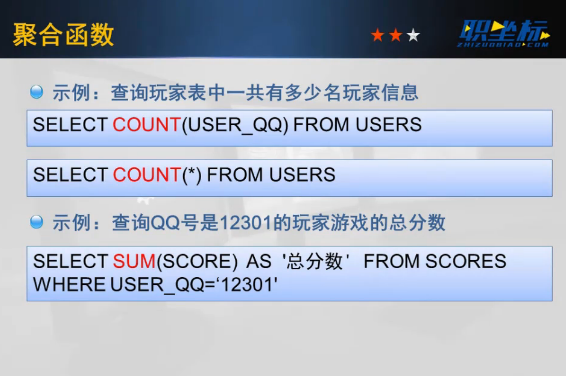 聚合函数
职坐标
ZHIZUOBIAO.COM
示例：查询玩家表中一共有多少名玩家信息
SELECT COUNT(USER_QQ) FROM USERS
SELECT COUNT(*) FROM USERS
示例：查询QQ号是12301的玩家游戏的总分数
SELECT SUM(SCORE) AS '总分数' FROM SCORES
WHERE USER_QQ=‘12301'